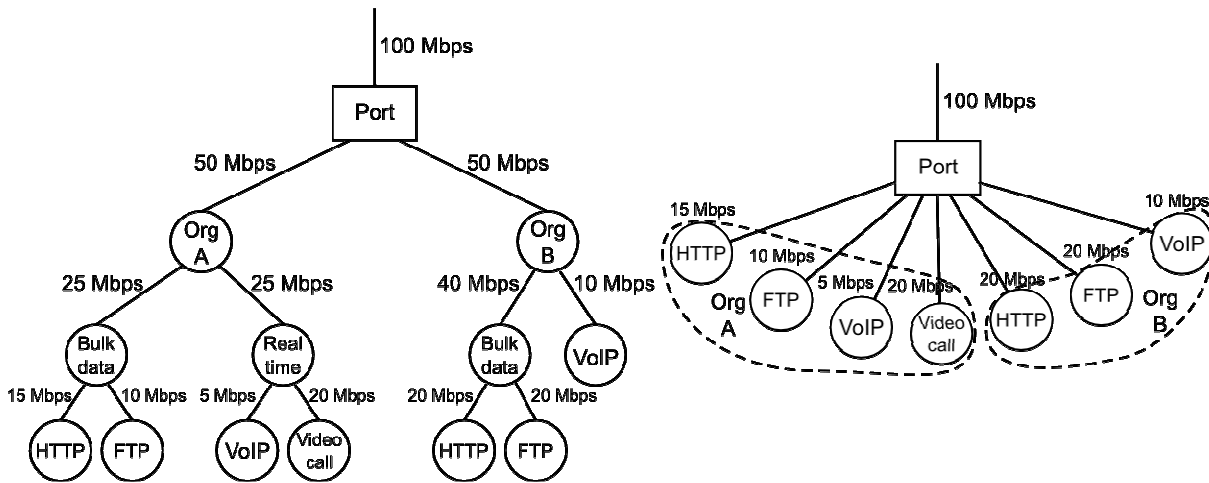 100 Mbps
Port
50 Mbps
50 Mbps
Org
A
Org
B
25 Mbps
25 Mbps
40 Mbps
10 Mbps
Bulk
data
Real
time
Bulk
data
VoIP
15 Mbps
10 Mbps
5 Mbps
20 Mbps
20 Mbps
20 Mbps
HTTP
FTP
VoIP
Video
call
HTTP
FTP
100 Mbps
Port
15 Mbps
10 Mbps
5 Mbps
20 Mbps
20 Mbps
20 Mbps
10 Mbps
HTTP
FTP
VoIP
Video
call
HTTP
FTP
VoIP
Org
A
Org
B